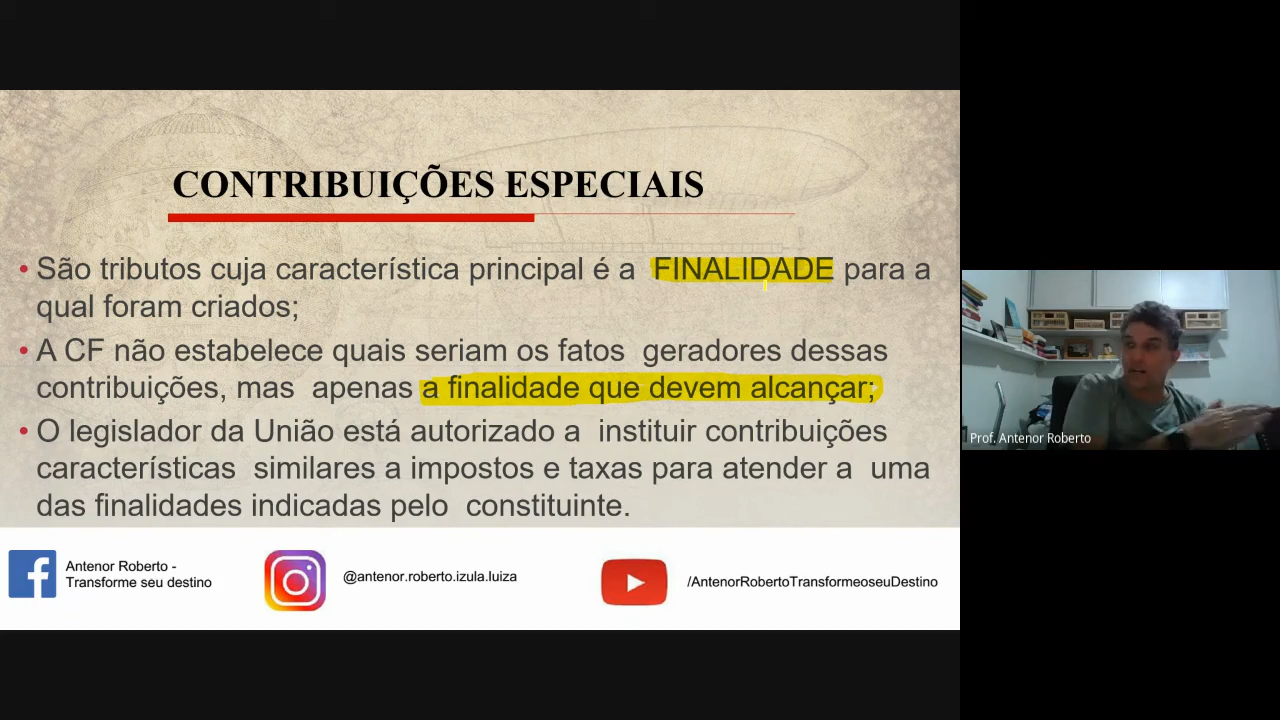 CONTRIBUIÇÕES ESPECIAIS
• São tributos cuja característica principal é a FINALIDADE para a
qual foram criados;
• A CF não estabelece quais seriam os fatos geradores dessas
contribuições, mas apenas a finalidade que devem alcançar;
• O legislador da União está autorizado a instituir contribuições
características similares a impostos e taxas para atender a uma
das finalidades indicadas pelo constituinte.
Antenor Roberto -
Transforme seu destino
@antenor.roberto.izula.luiza
/AntenorRobertoTransformeoseuDestino
Prof. Antenor Roberto